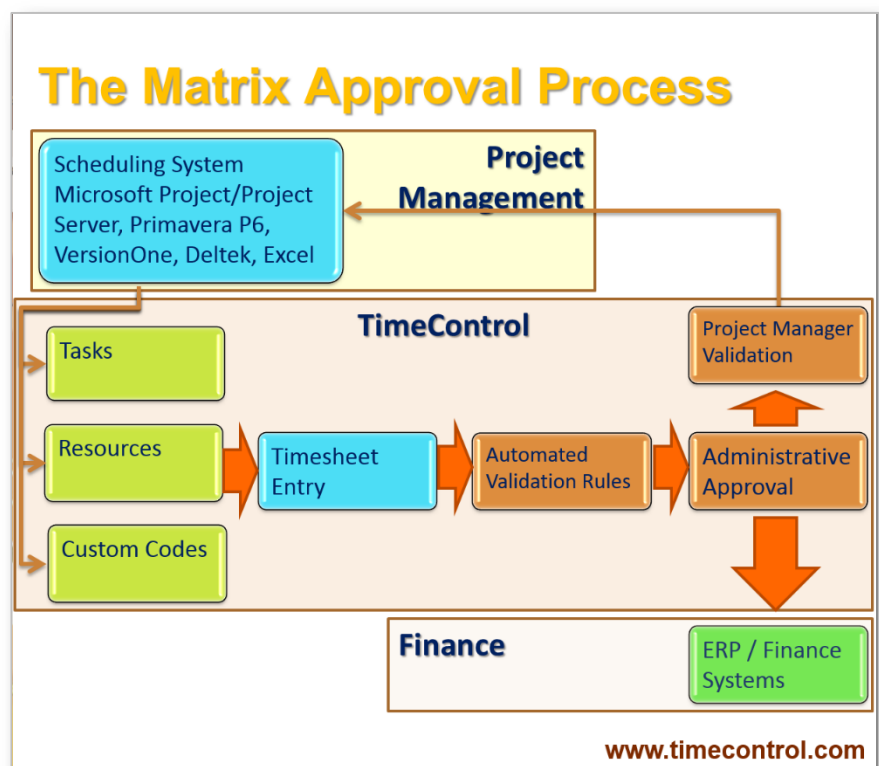 The Matrix Approval Process
Scheduling System
Microsoft Project/Project
Server, Primavera P6,
VersionOne, Deltek, Excel
Project
Management
TimeControl
Project Manager
Validation
Tasks
Resources
Timesheet
Entry
Automated
Validation Rules
Administrative
Approval
Custom Codes
Finance
ERP / Finance
Systems
www.timecontrol.com